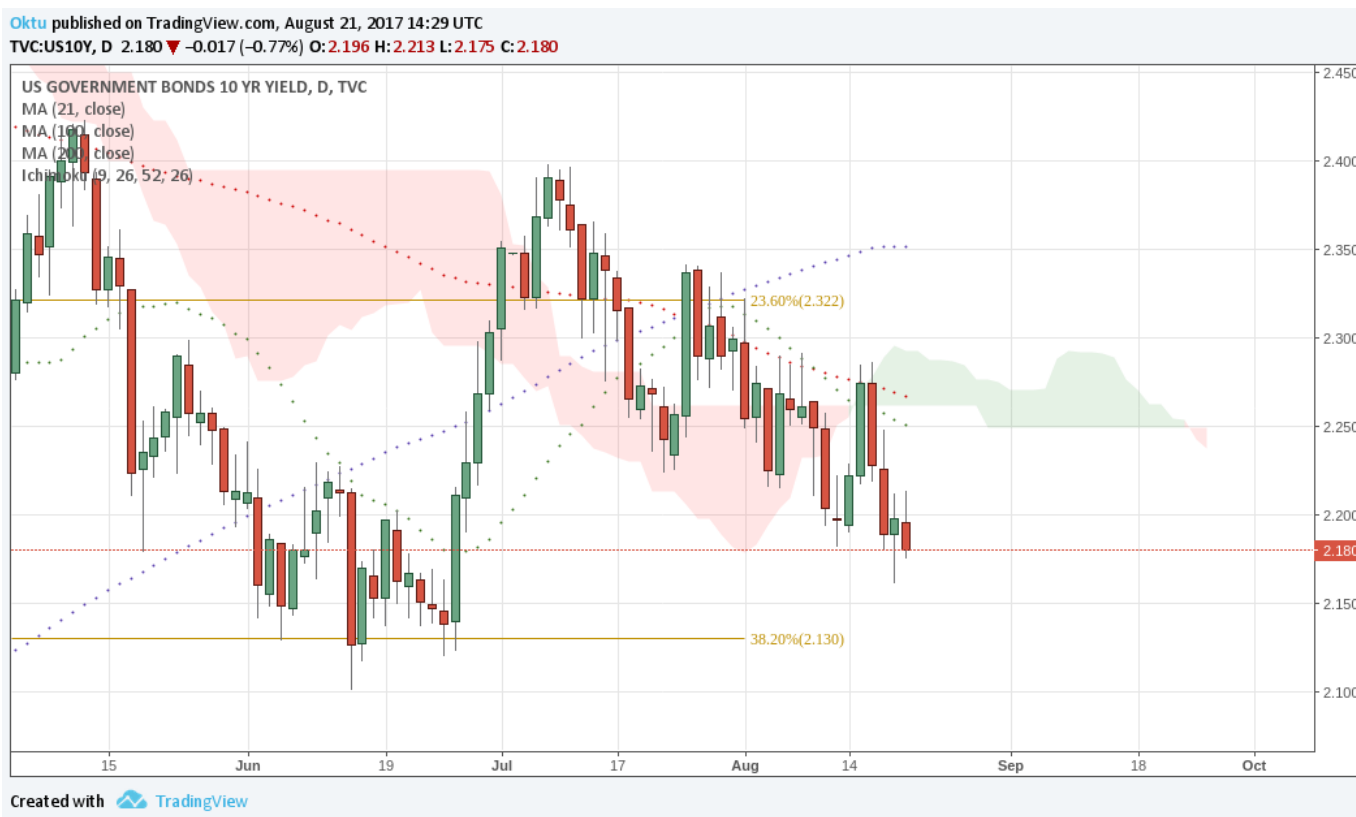 Oktu published on TradingView.com, August 21, 2017 14:29 UTC
TVC:US10Y, D 2.180 ▼ −0.017 (−0.77%) O:2.196 H:2.213 L:2.175 C:2.180
US GOVERNMENT BONDS 10 YR YIELD, D, TVC
MA (21, close)
MA (100, close)
MA (200, close)
Ichimoku (9, 26, 52, 26)
2.450
2.400
2.350
23.60%(2.322)
2.300
2.250
2.200
2.180
2.150
38.20%(2.130)
2.100
15 Jun 19 Jul 17 Aug 14 Sep 18 Oct
Created with TradingView